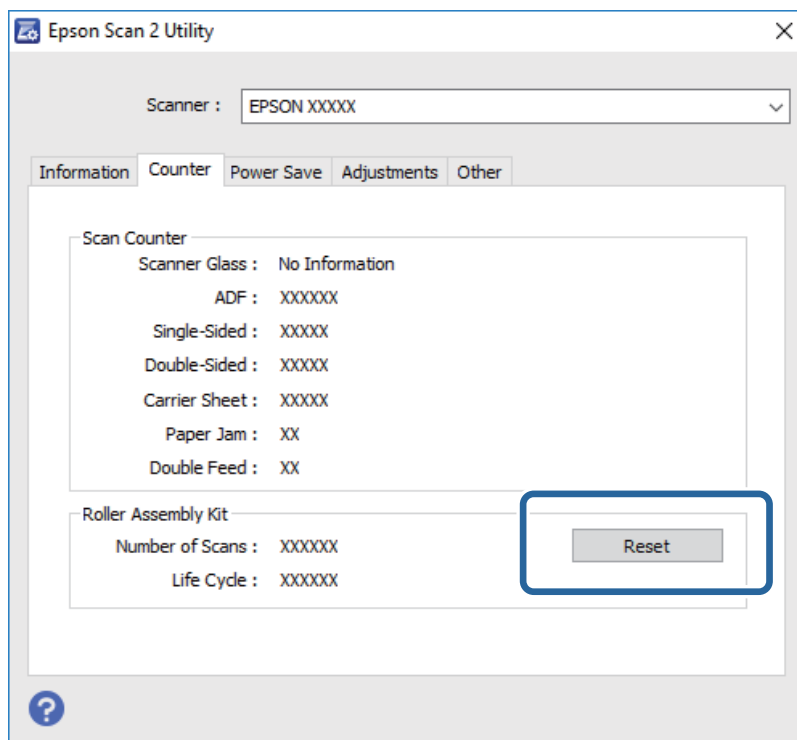 Epson Scan 2 Utility
Scanner : EPSON XXXXX
Information Counter Power Save Adjustments Other
Scan Counter
Scanner Glass : No Information
ADF : XXXXXX
Single-Sided : XXXXX
Double-Sided : XXXXX
Carrier Sheet : XXXXX
Paper Jam : XX
Double Feed : XX
Roller Assembly Kit
Number of Scans : XXXXXX Reset
Life Cycle : XXXXXX
?